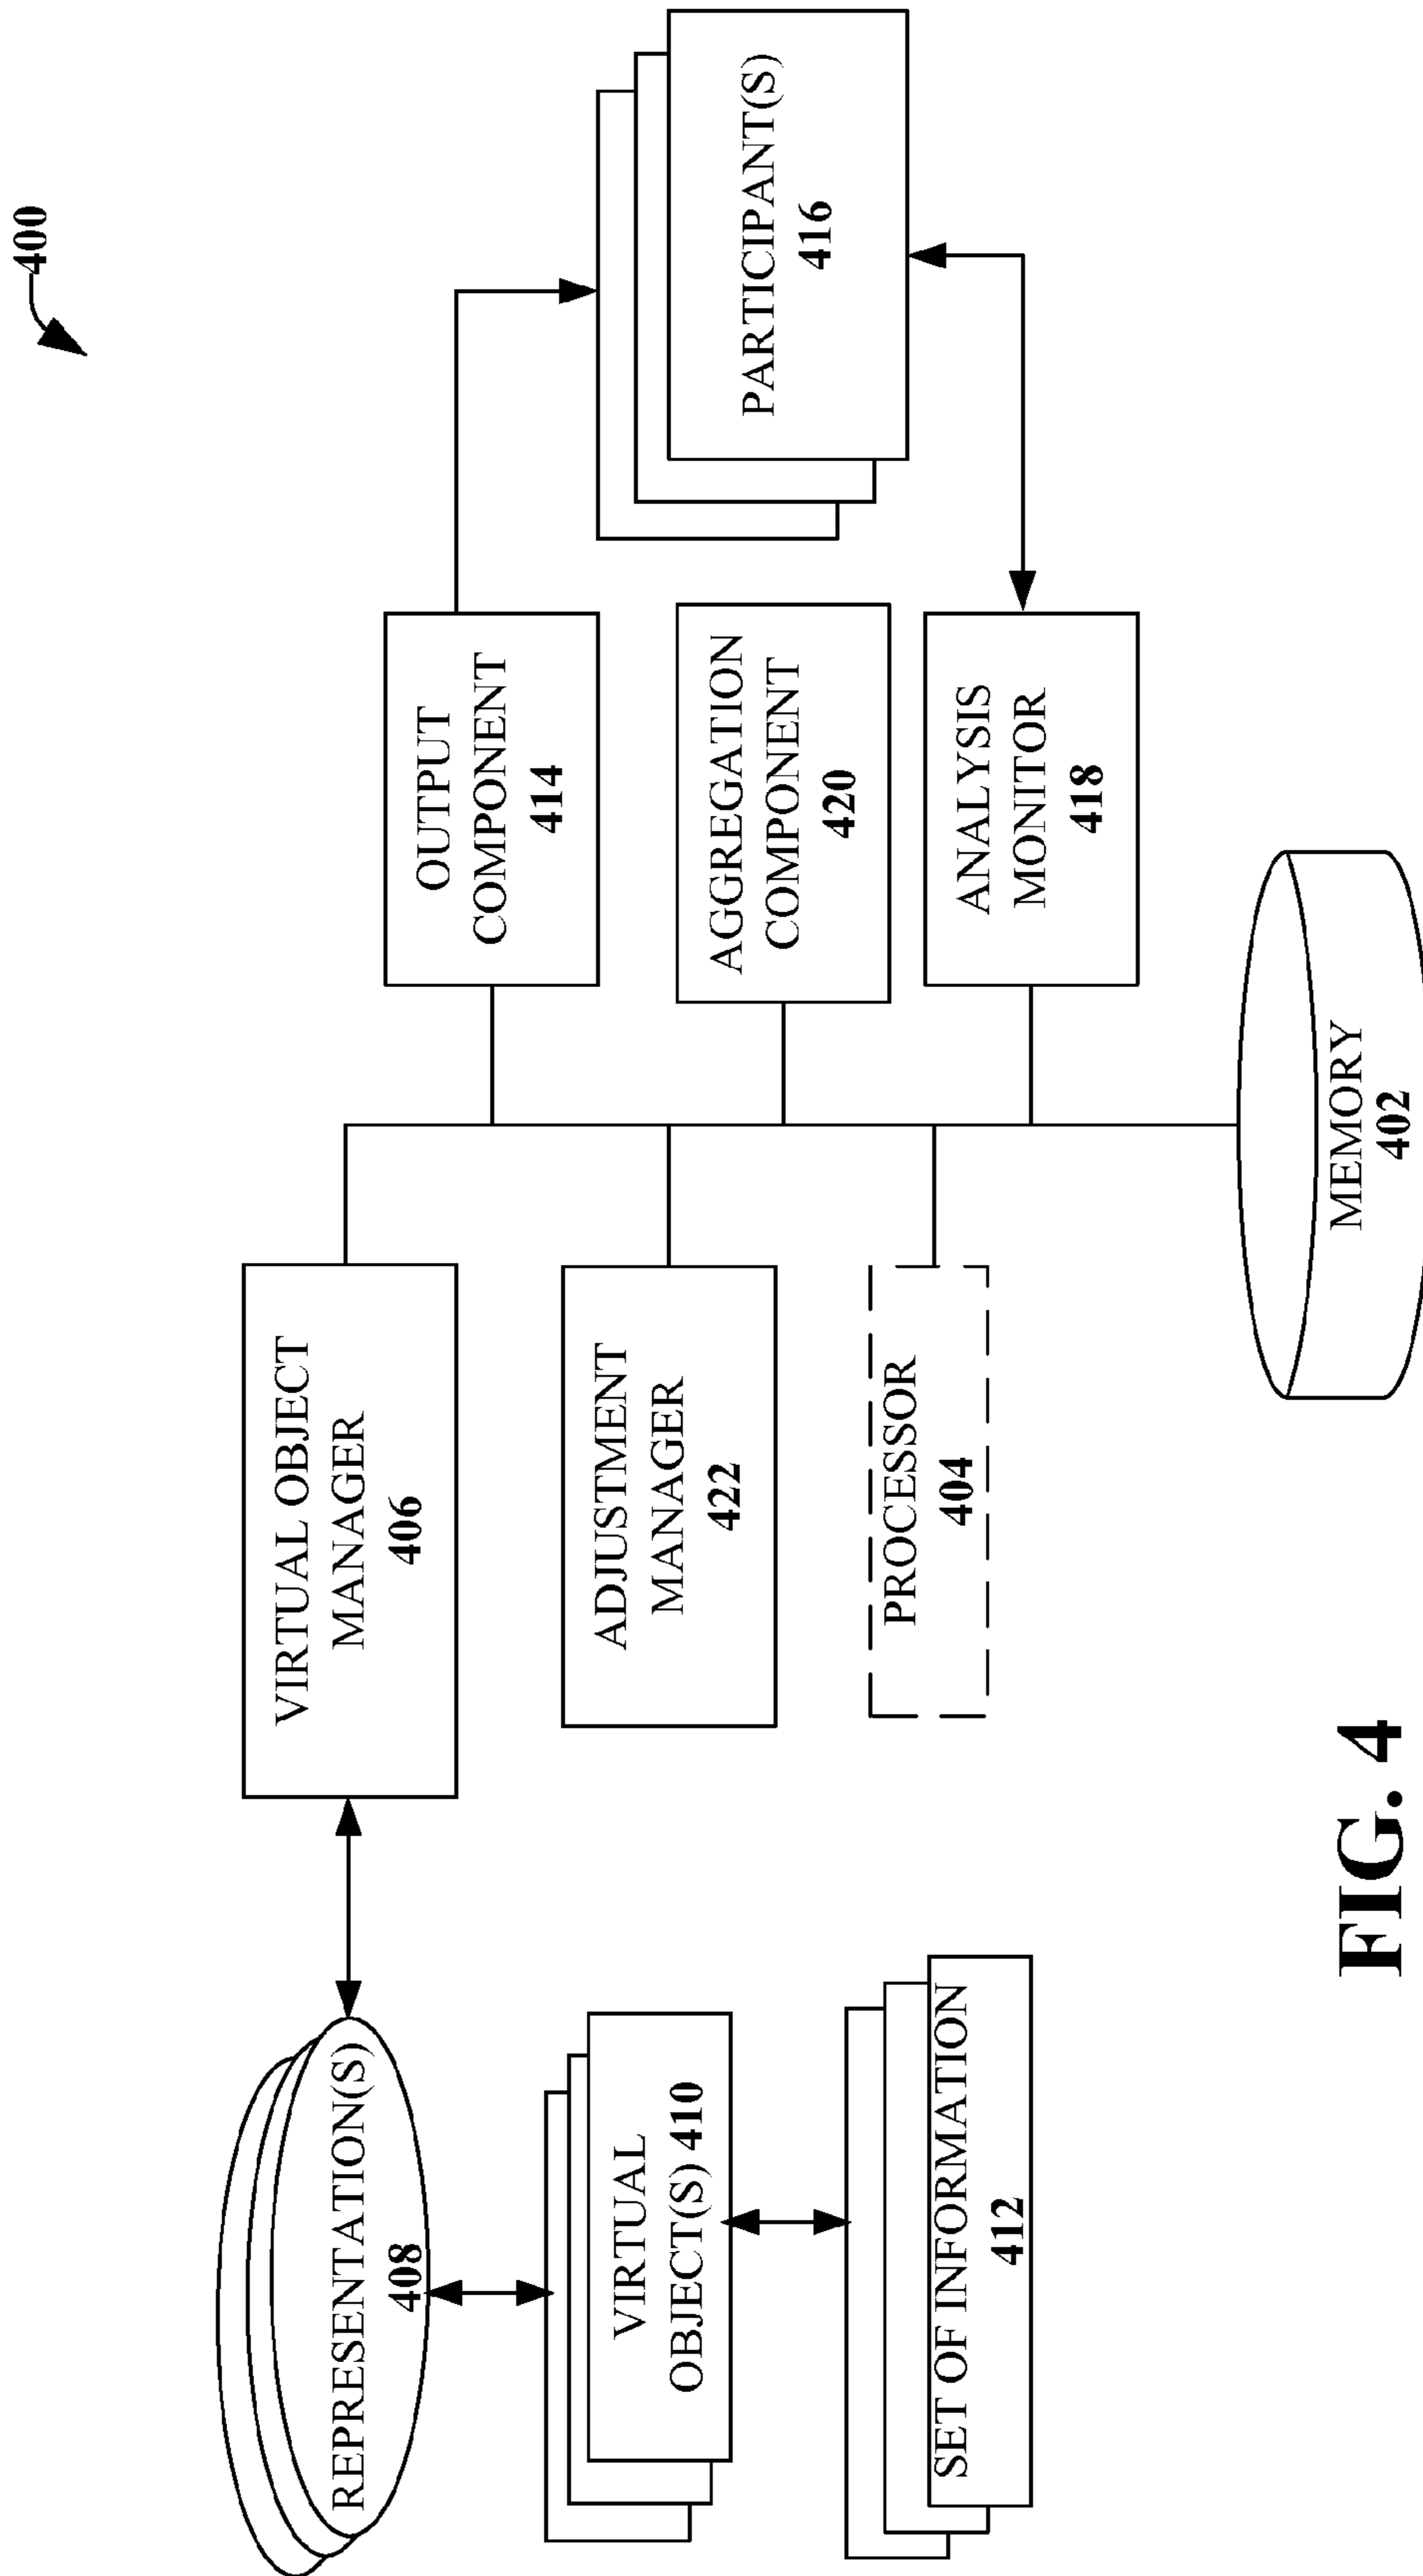 400
REPRESENTATION(S)
408
VIRTUAL OBJECT
MANAGER
406
OUTPUT
COMPONENT
414
PARTICIPANT(S)
416
VIRTUAL
OBJECT(S) 410
ADJUSTMENT
MANAGER
422
AGGREGATION
COMPONENT
420
SET OF INFORMATION
412
PROCESSOR
404
ANALYSIS
MONITOR
418
MEMORY
402
FIG. 4